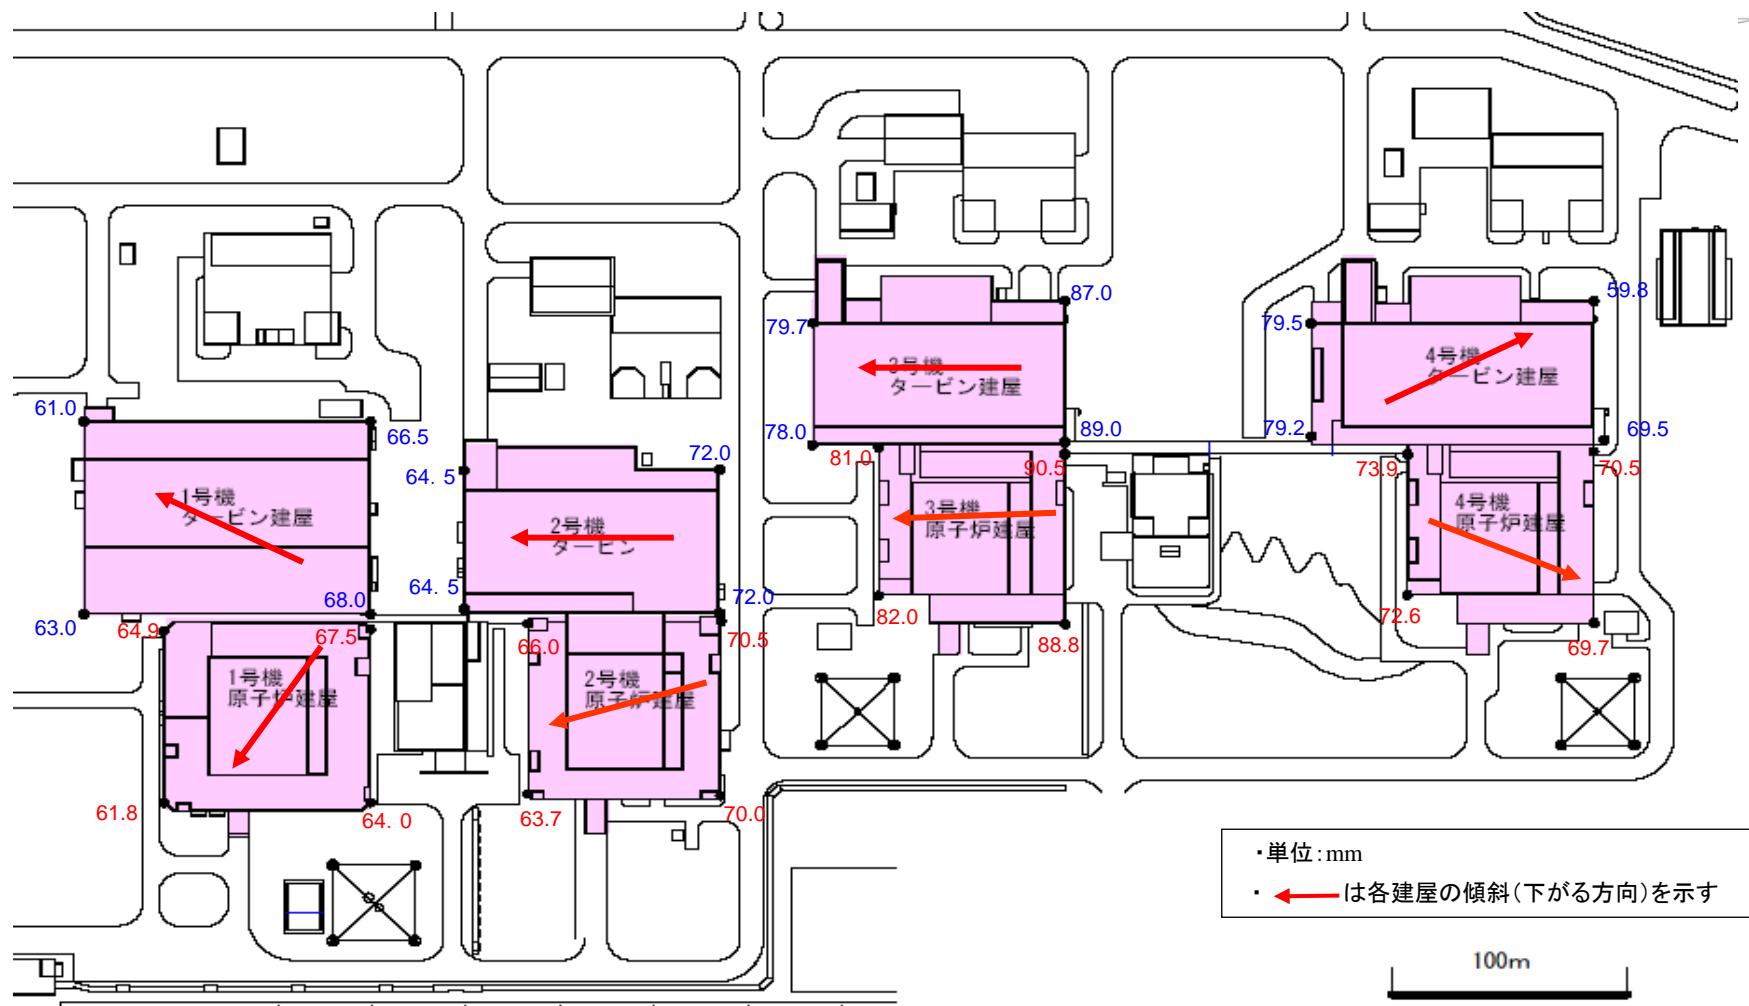 87.0
59.8
79.7
79.5
3号機
タービン建屋
4号機
タービン建屋
61.0
66.5
78.0
89.0
79.2
69.5
81.0
90.5
73.9
70.5
64. 5
72.0
1号機
タービン建屋
2号機
タービン
3号機
原子炉建屋
4号機
原子炉建屋
63.0
68.0
64. 5
72.0
82.0
88.8
72.6
69.7
64.9
67.5
66.0
70.5
1号機
原子炉建屋
2号機
原子炉建屋
61.8
64. 0
63.7
70.0
・単位:mm
・ は各建屋の傾斜(下がる方向)を示す
100m